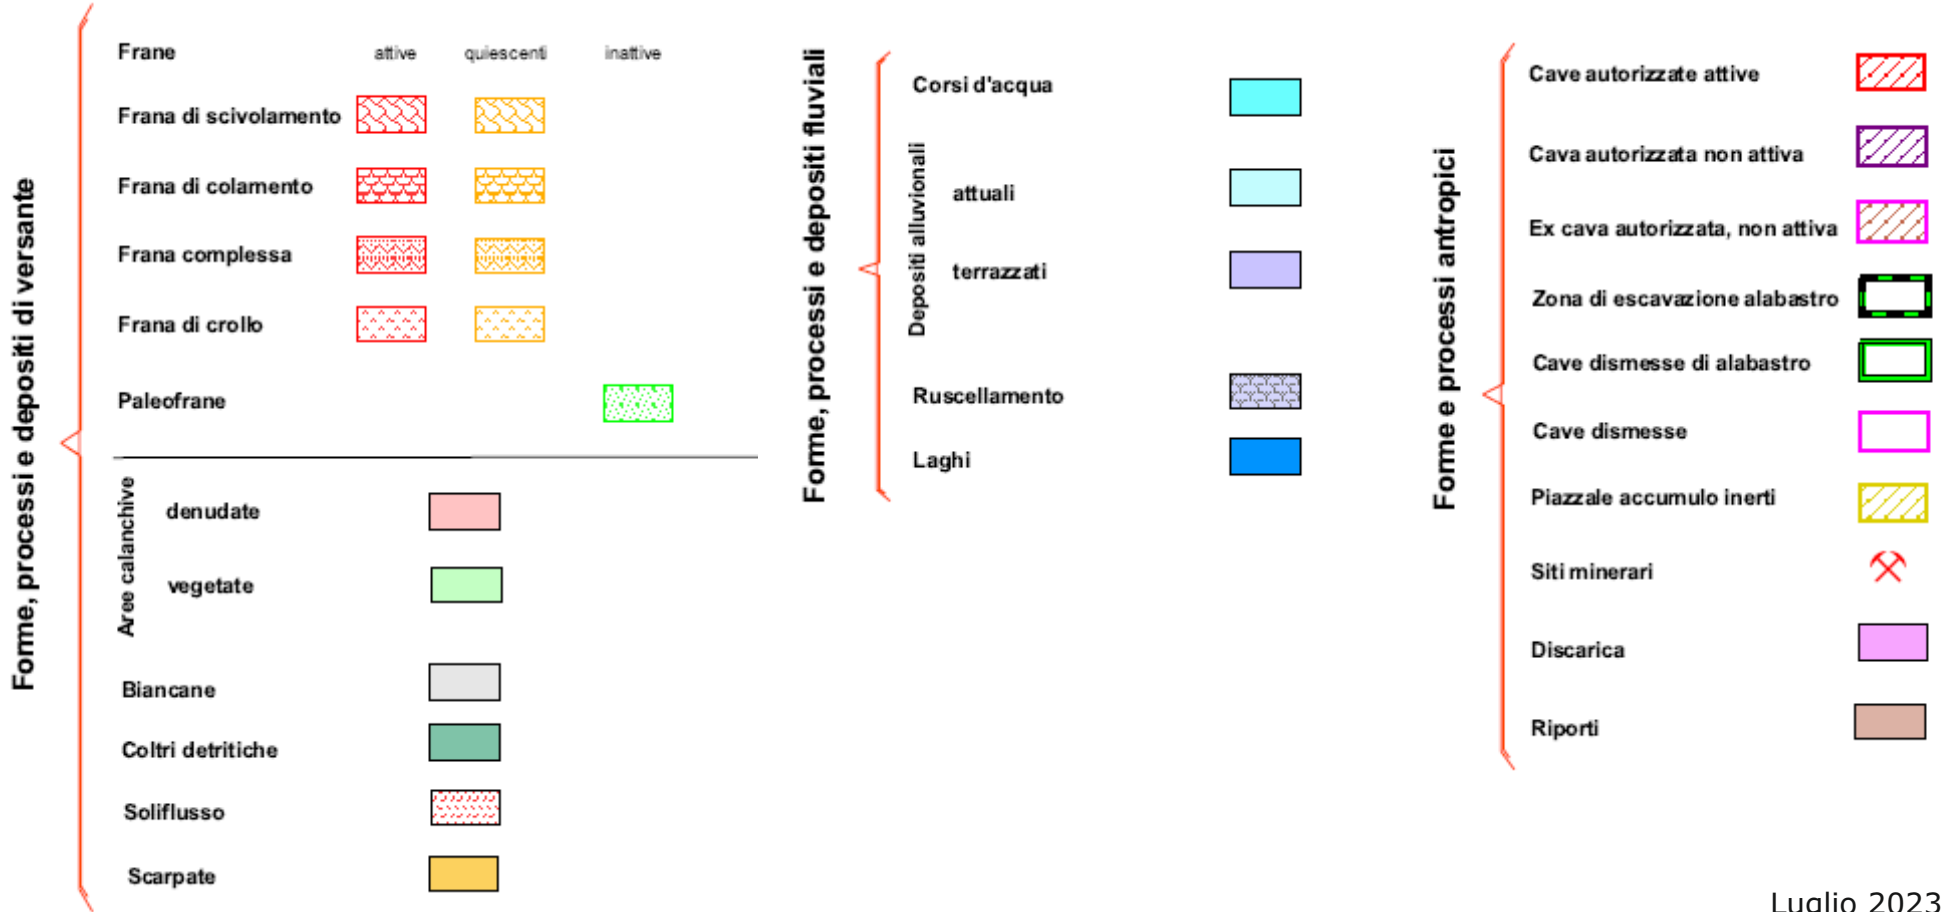 Forme, processi e depositi di versante
Frane attive quiescenti inattive
Frana di scivolamento
Frana di colamento
Frana complessa
Frana di crollo
Paleofrane
Aree calanchive
denudate
vegetate
Biancane
Coltri detritiche
Soliflusso
Scarpate
Forme, processi e depositi fluviali
Corsi d'acqua
Depositi alluvionali
attuali
terrazzati
Ruscellamento
Laghi
Forme e processi antropici
Cave autorizzate attive
Cava autorizzata non attiva
Ex cava autorizzata, non attiva
Zona di escavazione alabastro
Cave dismesse di alabastro
Cave dismesse
Piazzale accumulo inerti
Siti minerari
Discarica
Riporti
Luglio 2023